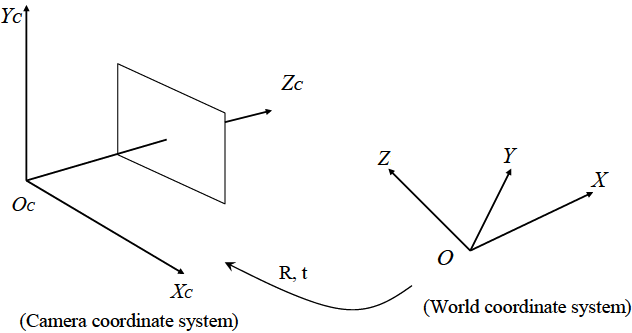 Yc
Zc
Z
Y
X
Oc
O
R, t
Xc
(Camera coordinate system)
(World coordinate system)